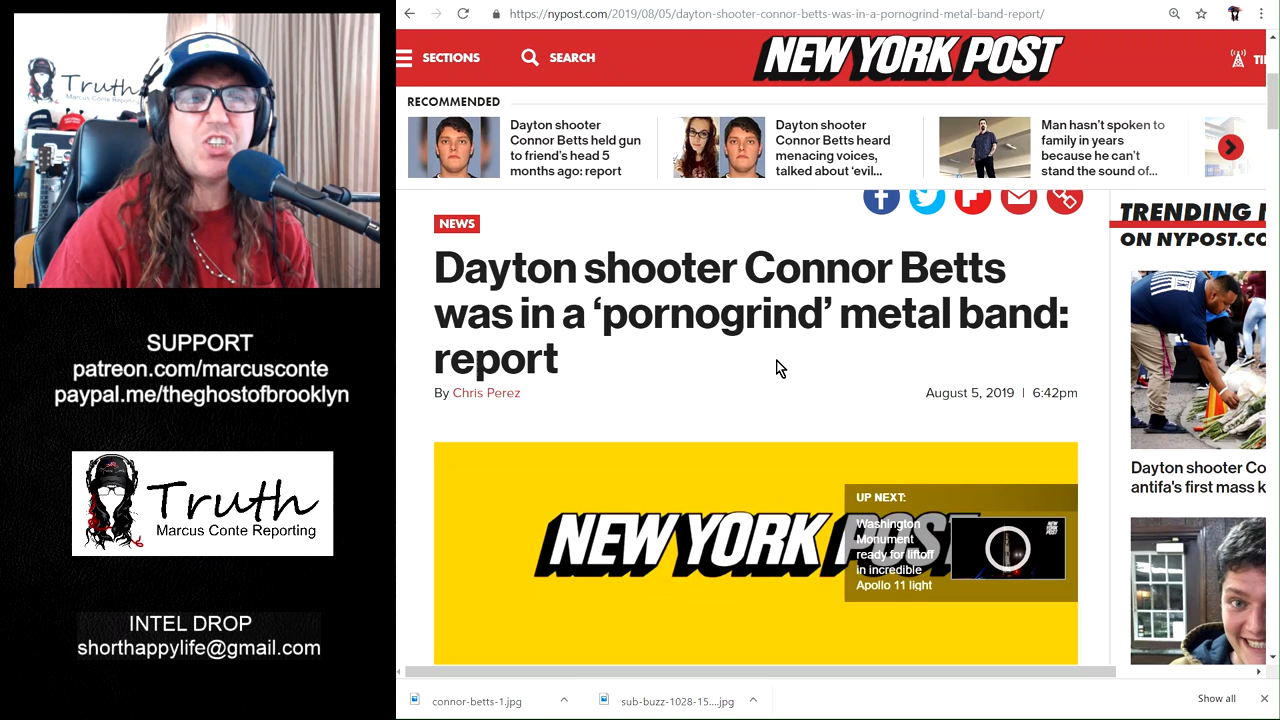 https://nypost.com/2019/08/05/dayton-shooter-connor-betts-was-in-a-pornogrind-metal-band-report/
SECTIONS
SEARCH
NEW YORK POST
TI
RECOMMENDED
Dayton shooter
Connor Betts held gun
to friend's head 5
months ago: report
Dayton shooter
Connor Betts heard
menacing voices,
talked about 'evil...
Man hasn't spoken to
family in years
because he can't
stand the sound of...
Truth
Marcus Conte Reporting
NEWS
Dayton shooter Connor Betts
was in a ‘pornogrind’ metal band:
report
By Chris Perez
August 5, 2019 | 6:42pm
TRENDING
ON NYPOST.CO
Dayton shooter Co
antifa's first mass k
NEW YORK POST
UP NEXT:
Washington
Monument
ready for liftoff
in incredible
Apollo 11 light
NEW YORK POST
SUPPORT
patreon.com/marcusconte
paypal.me/theghostofbrooklyn
Truth
Marcus Conte Reporting
INTEL DROP
shorthappylife@gmail.com
connor-betts-1.jpg
sub-buzz-1028-15....jpg
Show all